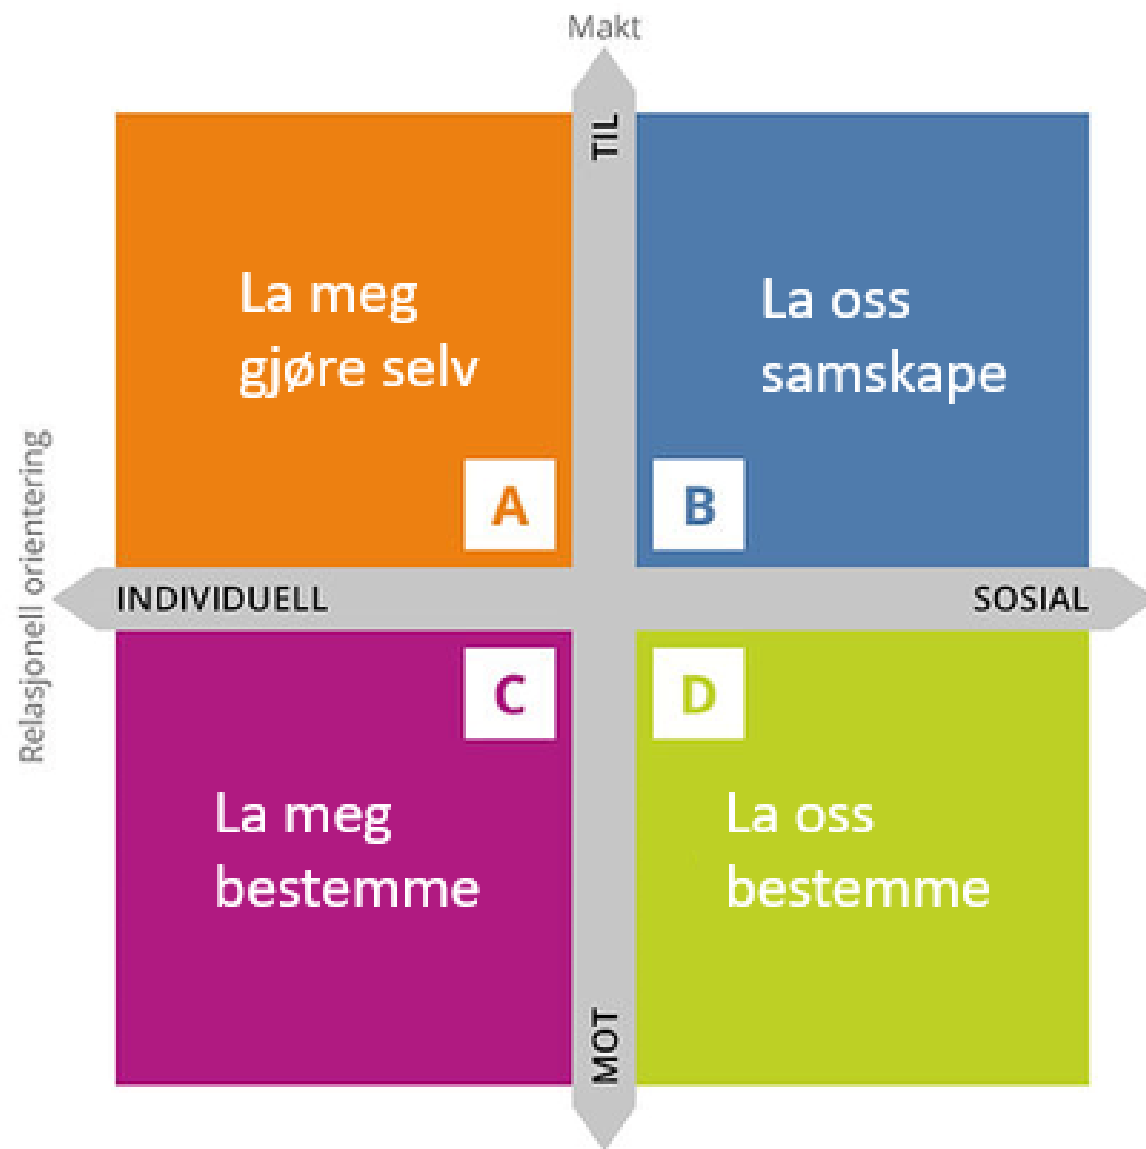 Makt
TIL
La meg
gjøre selv
La oss
samskape
A
B
Relasjonell orientering
INDIVIDUELL
SOSIAL
C
D
La meg
bestemme
La oss
bestemme
MOT